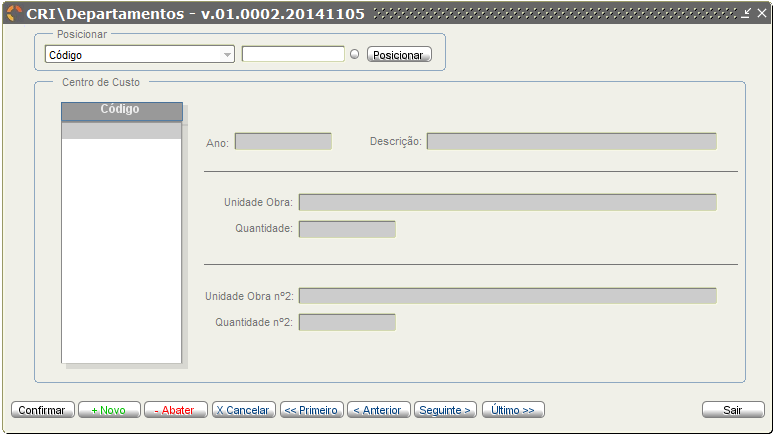 CRI\Departamentos - v.01.0002.20141105
Posicionar
Código Posicionar
Centro de Custo
Código
Ano: Descrição:
Unidade Obra:
Quantidade:
Unidade Obra nº2:
Quantidade nº2:
Confirmar + Novo - Abater X Cancelar << Primeiro < Anterior Seguinte > Último >> Sair